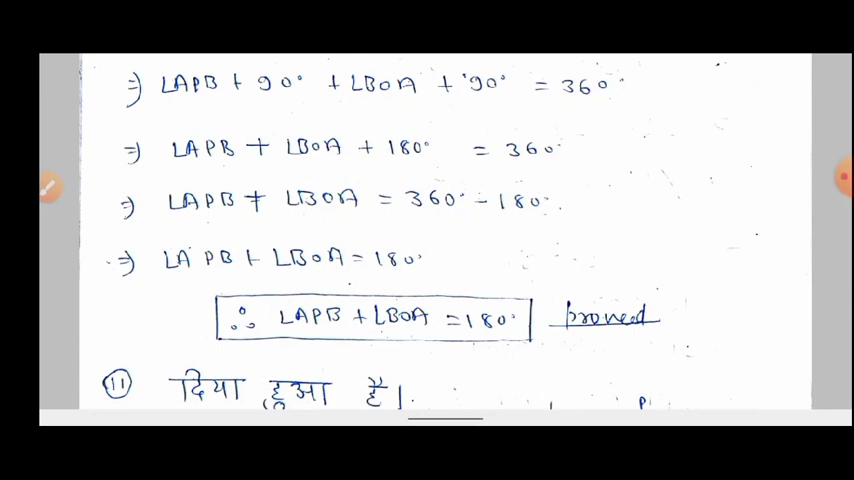 ⇒ ∠APB + 90° + ∠BOA + 90° = 360°
⇒ ∠APB + ∠BOA + 180° = 360°
⇒ ∠APB + ∠BOA = 360° - 180°
⇒ ∠APB + ∠BOA = 180°
∴ ∠APB + ∠BOA = 180° proved
11 दिया हुआ है।
P